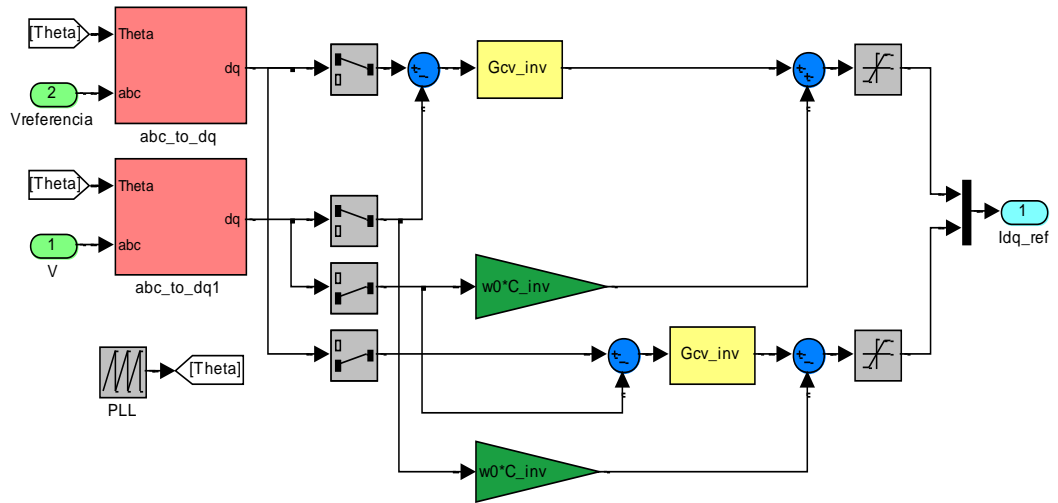 [Theta]
Theta
dq
2
abc
Vreferencia
abc_to_dq
Gcv_inv
[Theta]
Theta
dq
1
abc
V
abc_to_dq1
1
Idq_ref
w0*C_inv
[Theta]
PLL
Gcv_inv
w0*C_inv